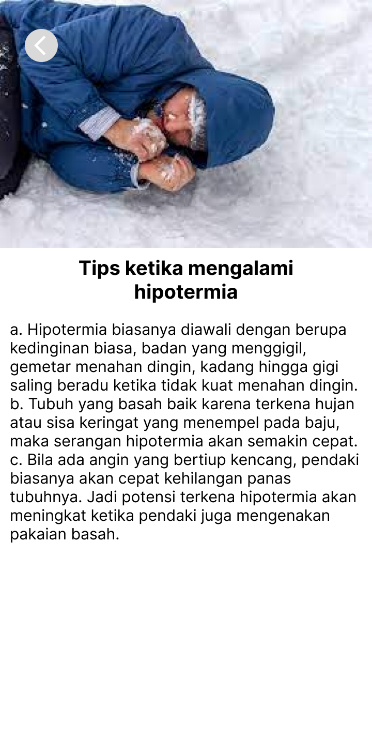 Tips ketika mengalami
hipotermia
a. Hipotermia biasanya diawali dengan berupa
kedinginan biasa, badan yang menggigil,
gemetar menahan dingin, kadang hingga gigi
saling beradu ketika tidak kuat menahan dingin.
b. Tubuh yang basah baik karena terkena hujan
atau sisa keringat yang menempel pada baju,
maka serangan hipotermia akan semakin cepat.
c. Bila ada angin yang bertiup kencang, pendaki
biasanya akan cepat kehilangan panas
tubuhnya. Jadi potensi terkena hipotermia akan
meningkat ketika pendaki juga mengenakan
pakaian basah.